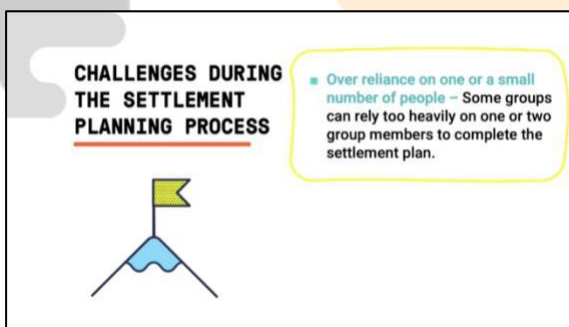 CHALLENGES DURING
THE SETTLEMENT
PLANNING PROCESS
Over reliance on one or a small
number of people – Some groups
can rely too heavily on one or two
group members to complete the
settlement plan.